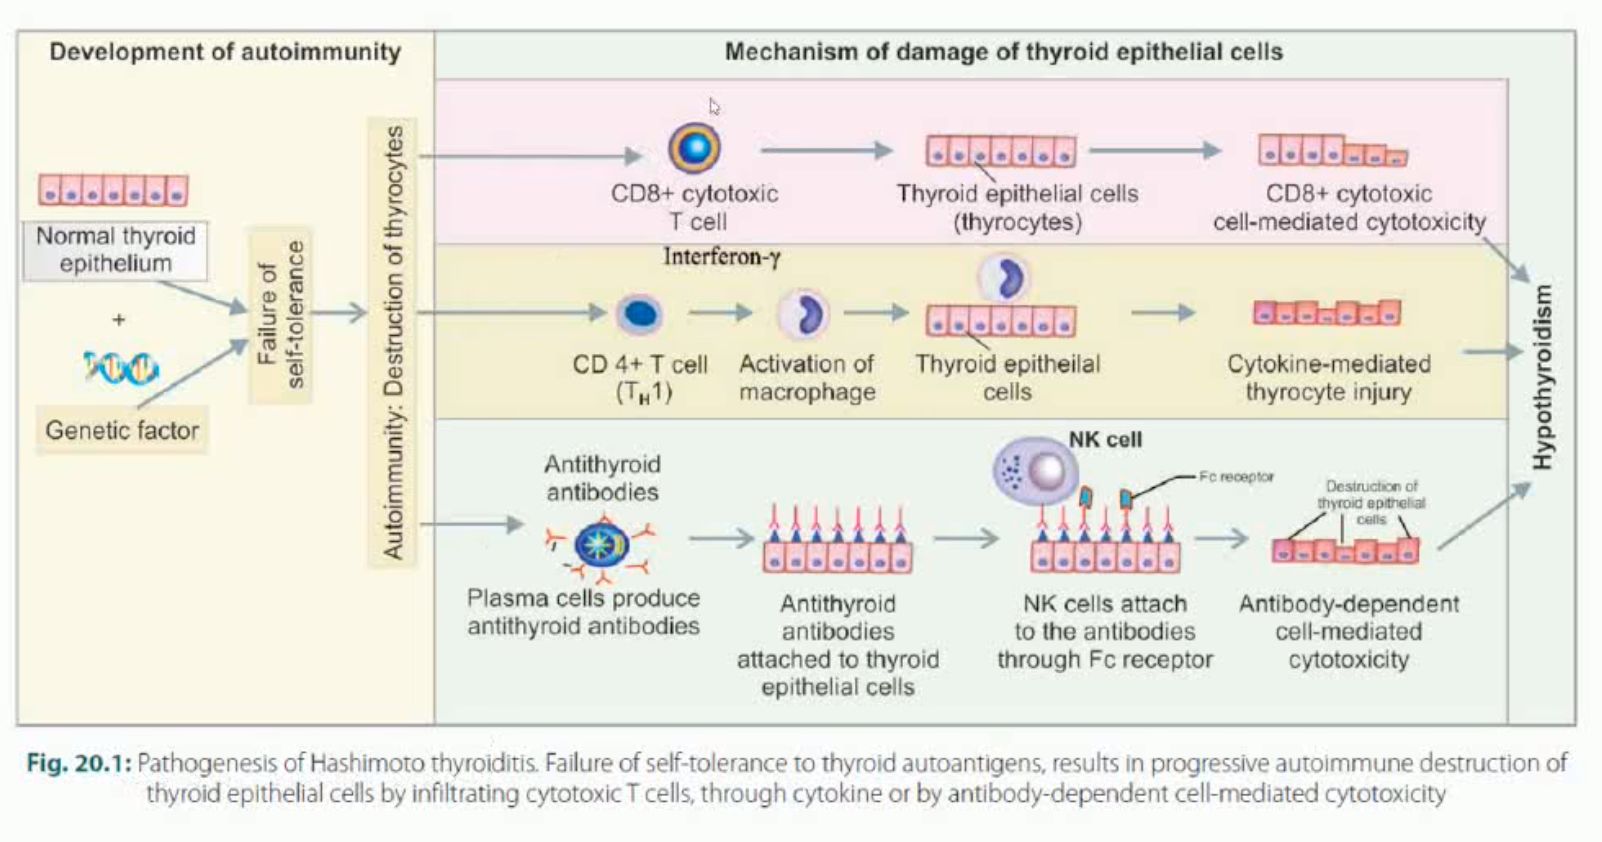 Development of autoimmunity
Mechanism of damage of thyroid epithelial cells
Normal thyroid
epithelium
+
Genetic factor
Failure of
self-tolerance
Autoimmunity: Destruction of thyrocytes
CD8+ cytotoxic
T cell
Thyroid epithelial cells
(thyrocytes)
CD8+ cytotoxic
cell-mediated cytotoxicity
Interferon-γ
CD 4+ T cell
(TH1)
Activation of
macrophage
Thyroid epitheilal
cells
Cytokine-mediated
thyrocyte injury
Antithyroid
antibodies
Plasma cells produce
antithyroid antibodies
Antithyroid
antibodies
attached to thyroid
epithelial cells
NK cell
Fc receptor
NK cells attach
to the antibodies
through Fc receptor
Destruction of
thyroid epithelial
cells
Antibody-dependent
cell-mediated
cytotoxicity
Hypothyroidism
Fig. 20.1: Pathogenesis of Hashimoto thyroiditis. Failure of self-tolerance to thyroid autoantigens, results in progressive autoimmune destruction of
thyroid epithelial cells by infiltrating cytotoxic T cells, through cytokine or by antibody-dependent cell-mediated cytotoxicity